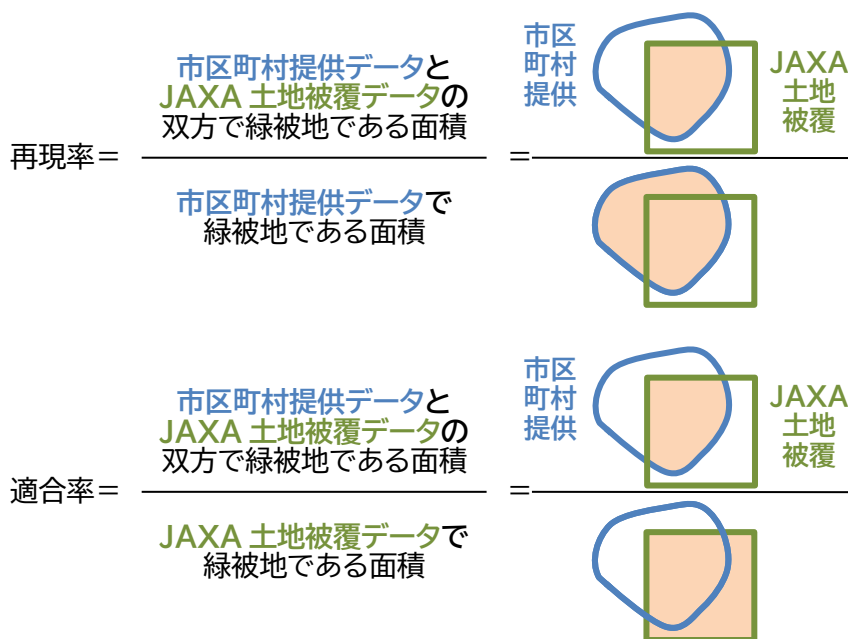 市区町村提供データと
JAXA 土地被覆データの
双方で緑被地である面積
再現率＝
市区町村提供データで
緑被地である面積
＝
市区
町村
提供
JAXA
土地
被覆
市区町村提供データと
JAXA 土地被覆データの
双方で緑被地である面積
適合率＝
JAXA 土地被覆データで
緑被地である面積
＝
市区
町村
提供
JAXA
土地
被覆